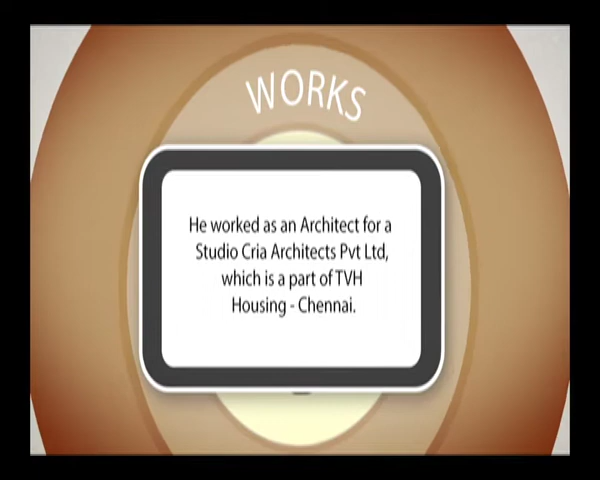 WORKS
He worked as an Architect for a
Studio Cria Architects Pvt Ltd,
which is a part of TVH
Housing - Chennai.